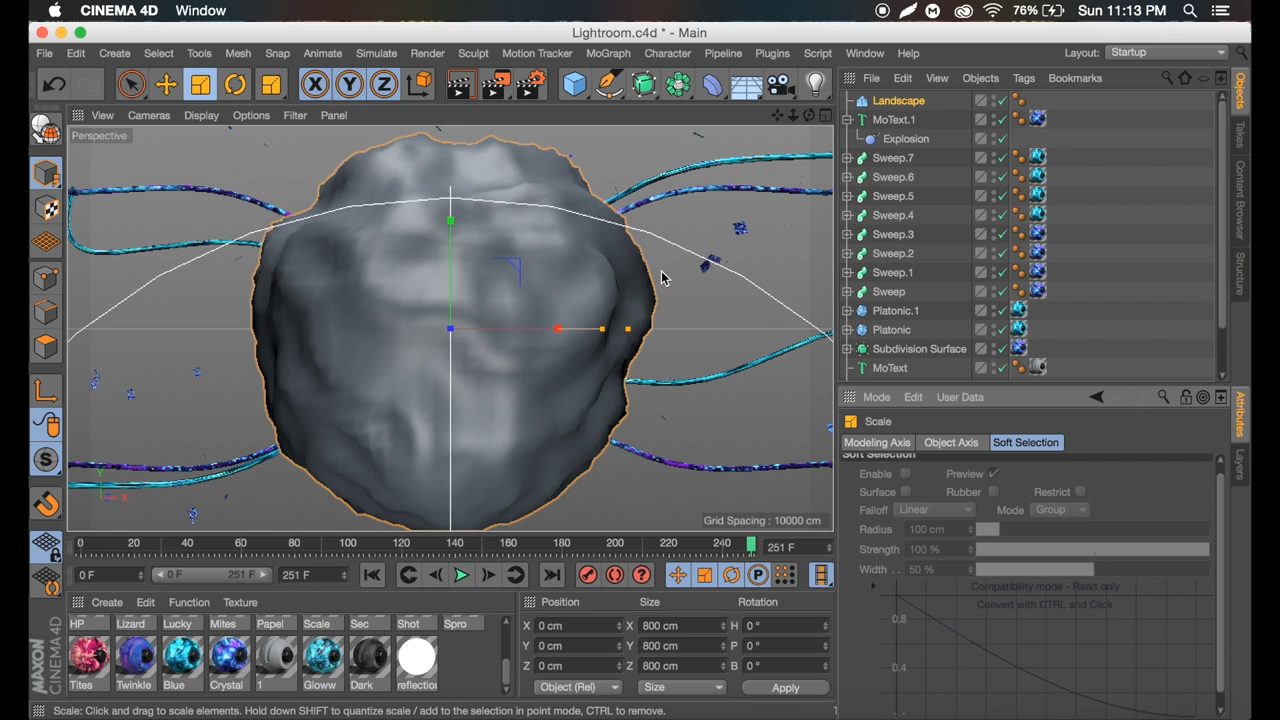 CINEMA 4D Window 76% Sun 11:13 PM
Lightroom.c4d * - Main
File Edit Create Select Tools Mesh Snap Animate Simulate Render Sculpt Motion Tracker MoGraph Character Pipeline Plugins Script Window Help Layout: Startup
X Y Z
File Edit View Objects Tags Bookmarks
View Cameras Display Options Filter Panel
Perspective
Landscape
MoText.1
Explosion
Sweep.7
Sweep.6
Sweep.5
Sweep.4
Sweep.3
Sweep.2
Sweep.1
Sweep
Platonic.1
Platonic
Subdivision Surface
MoText
Objects
Takes
Content Browser
Structure
Mode Edit User Data
Scale
Modeling Axis Object Axis Soft Selection
Soft Selection
Enable Preview
Surface Rubber Restrict
Falloff Linear Mode Group
Radius 100 cm
Strength 100 %
Width . . 50 %
Compatibility mode - Read only
Convert with CTRL and Click
0.8
0.4
Attributes
Layers
Y
X
Grid Spacing : 10000 cm
0 20 40 60 80 100 120 140 160 180 200 220 240 251 F
0 F 0 F 251 F 251 F
Create Edit Function Texture
HP Lizard Lucky Mites Papel Scale Sec Shot Spro
Tites Twinkle Blue Crystal 1 Gloww Dark reflection
Position Size Rotation
X 0 cm X 800 cm H 0 °
Y 0 cm Y 800 cm P 0 °
Z 0 cm Z 800 cm B 0 °
Object (Rel) Size Apply
MAXON CINEMA 4D
Scale: Click and drag to scale elements. Hold down SHIFT to quantize scale / add to the selection in point mode, CTRL to remove.